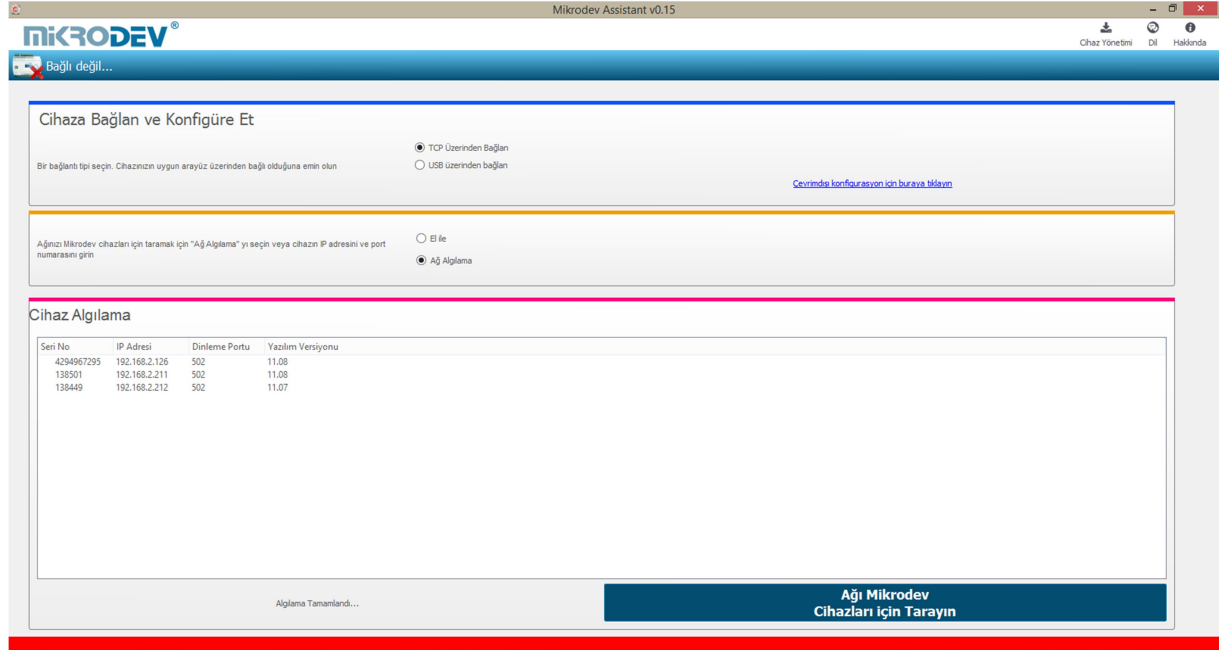 Mikrodev Assistant v0.15
MiKRODEV®
Cihaz Yönetimi
Dil
Hakkında
Bağlı değil...
Cihaza Bağlan ve Konfigüre Et
TCP Üzerinden Bağlan
Bir bağlantı tipi seçin. Cihazınızın uygun arayüz üzerinden bağlı olduğuna emin olun
USB üzerinden bağlan
Çevrimdışı konfigurasyon için buraya tıklayın
El ile
Ağınızı Mikrodev cihazları için taramak için "Ağ Algılama" yı seçin veya cihazın IP adresini ve port
numarasını girin
Ağ Algılama
Cihaz Algılama
Seri No IP Adresi Dinleme Portu Yazılım Versiyonu
4294967295 192.168.2.126 502 11.08
138501 192.168.2.211 502 11.08
138449 192.168.2.212 502 11.07
Algılama Tamamlandı...
Ağı Mikrodev
Cihazları için Tarayın